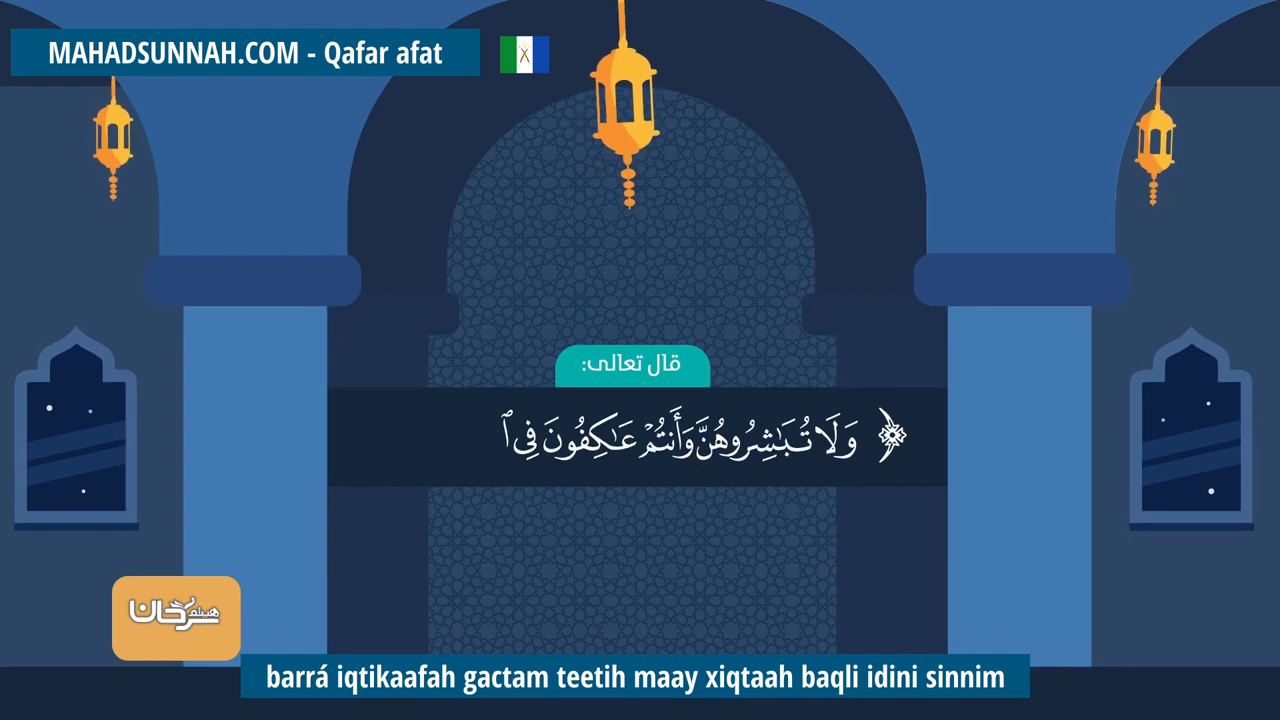 MAHADSUNNAH.COM - Qafar afat
قال تعالى:
﴿ وَلَا تُبَـٰشِرُوهُنَّ وَأَنتُمۡ عَـٰكِفُونَ فِي ٱ
barrá iqtikaafah gactam teetih maay xiqtaah baqli idini sinnim